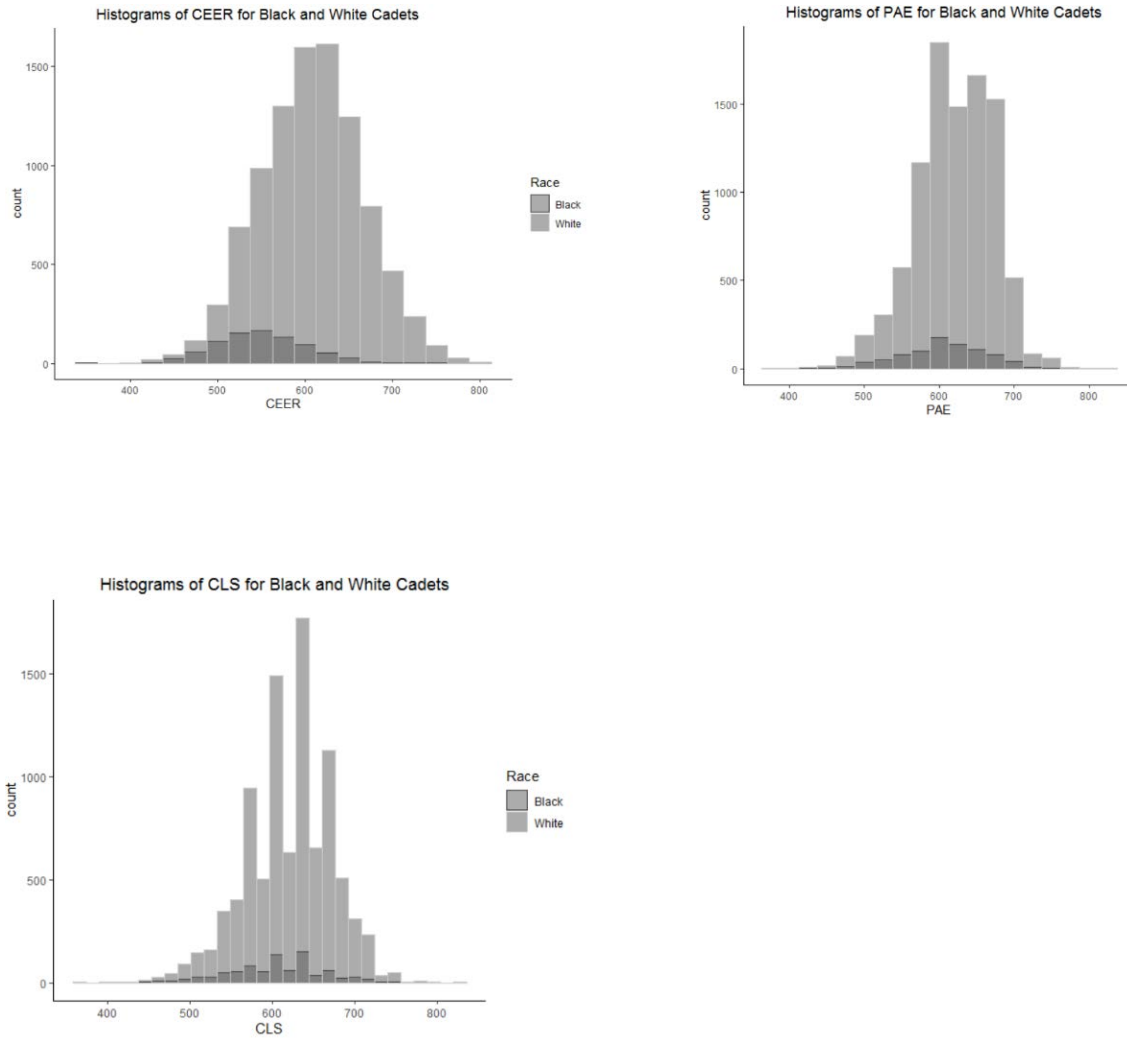 Histograms of CEER for Black and White Cadets
1500
1000
500
0
count
400
500
600
700
800
CEER
Race
Black
White
Histograms of PAE for Black and White Cadets
1500
1000
500
0
count
400
500
600
700
800
PAE
Histograms of CLS for Black and White Cadets
1500
1000
500
0
count
400
500
600
700
800
CLS
Race
Black
White